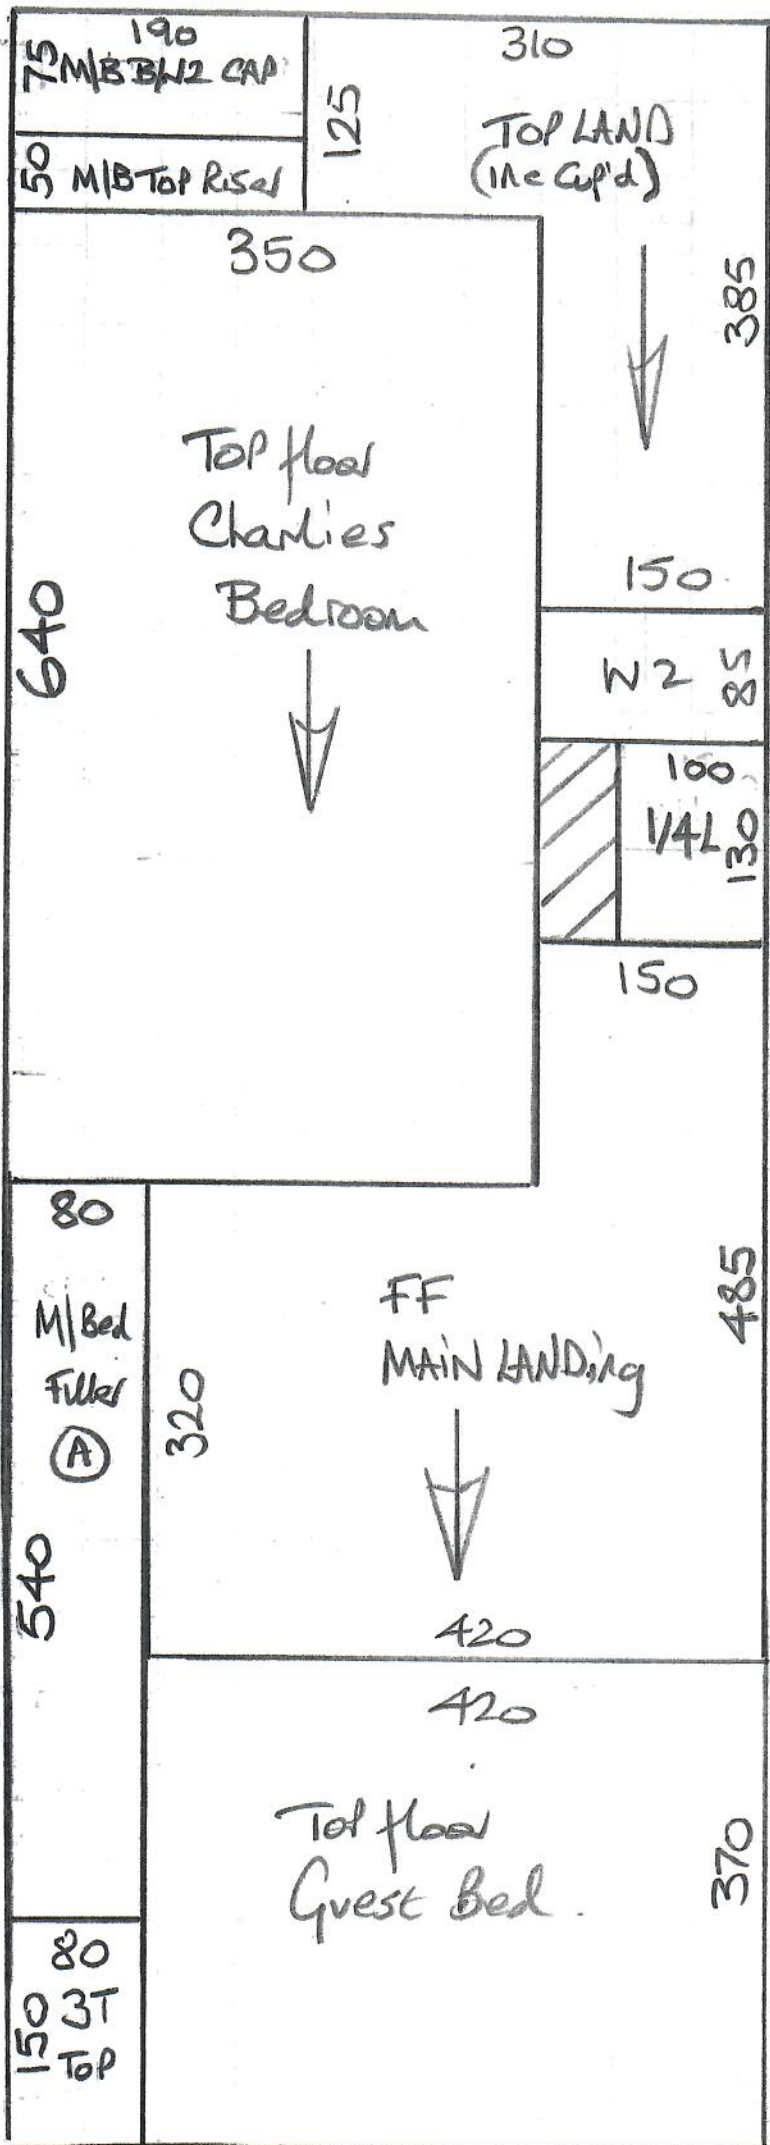 190
75 M/B B/W2 CAP
50 M/B TOP Riser
125
310
TOP LAND
(inc Cup'd)
385
350
TOP floor
Charlies
Bedroom
640
150
W2 85
100
1/4L 130
150
80
M/Bed
Filler
A
540
320
FF
MAIN LANDing
485
420
420
Top floor
Guest Bed.
370
80
150 3T
TOP